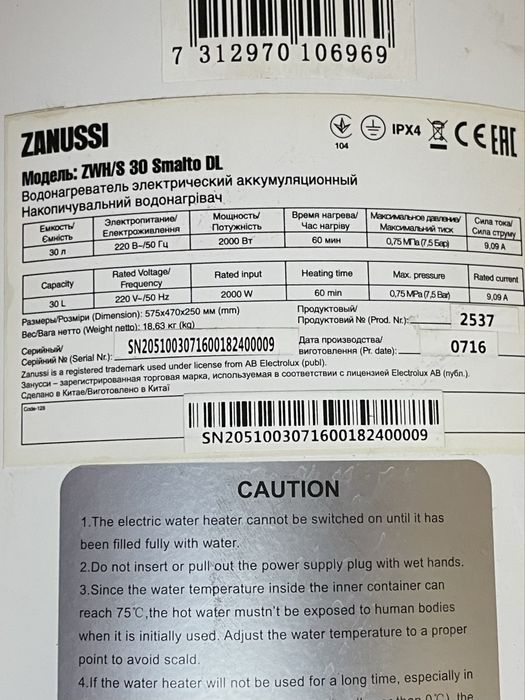 7 312970 106969
ZANUSSI
104
IPX4
CE EAC
Модель: ZWH/S 30 Smalto DL
Водонагреватель электрический аккумуляционный
Накопичувальний водонагрівач
Емкость/ Электропитание/ Мощность/ Время нагрева/ Максимальное давление/ Сила тока/
Ємність Електроживлення Потужність Час нагріву Максимальний тиск Сила струму
30 л 220 В~/50 Гц 2000 Вт 60 мин 0,75 МПа (7,5 Бар) 9,09 А
Capacity Rated Voltage/ Frequency Rated input Heating time Max. pressure Rated current
30 L 220 V~/50 Hz 2000 W 60 min 0,75 МПа (7,5 Bar) 9,09 A
Размеры/Розміри (Dimension): 575x470x250 мм (mm)
Вес/Вага нетто (Weight netto): 18,63 кг (kg)
Продуктовый/
Продуктовий № (Prod. Nr.): 2537
Серийный/
Серійний № (Serial Nr.): SN20510030716001824​00009
Дата производства/
виготовлення (Pr. date): 0716
Zanussi is a registered trademark used under license from AB Electrolux (publ).
Занусси – зарегистрированная торговая марка, используемая в соответствии с лицензией Electrolux AB (публ.).
Сделано в Китае/Виготовлено в Китаї
Code-128
SN2051003071600182400009
CAUTION
1.The electric water heater cannot be switched on until it has
been filled fully with water.
2.Do not insert or pull out the power supply plug with wet hands.
3.Since the water temperature inside the inner container can
reach 75℃,the hot water mustn't be exposed to human bodies
when it is initially used. Adjust the water temperature to a proper
point to avoid scald.
4.If the water heater will not be used for a long time, especially in
than 0℃) the